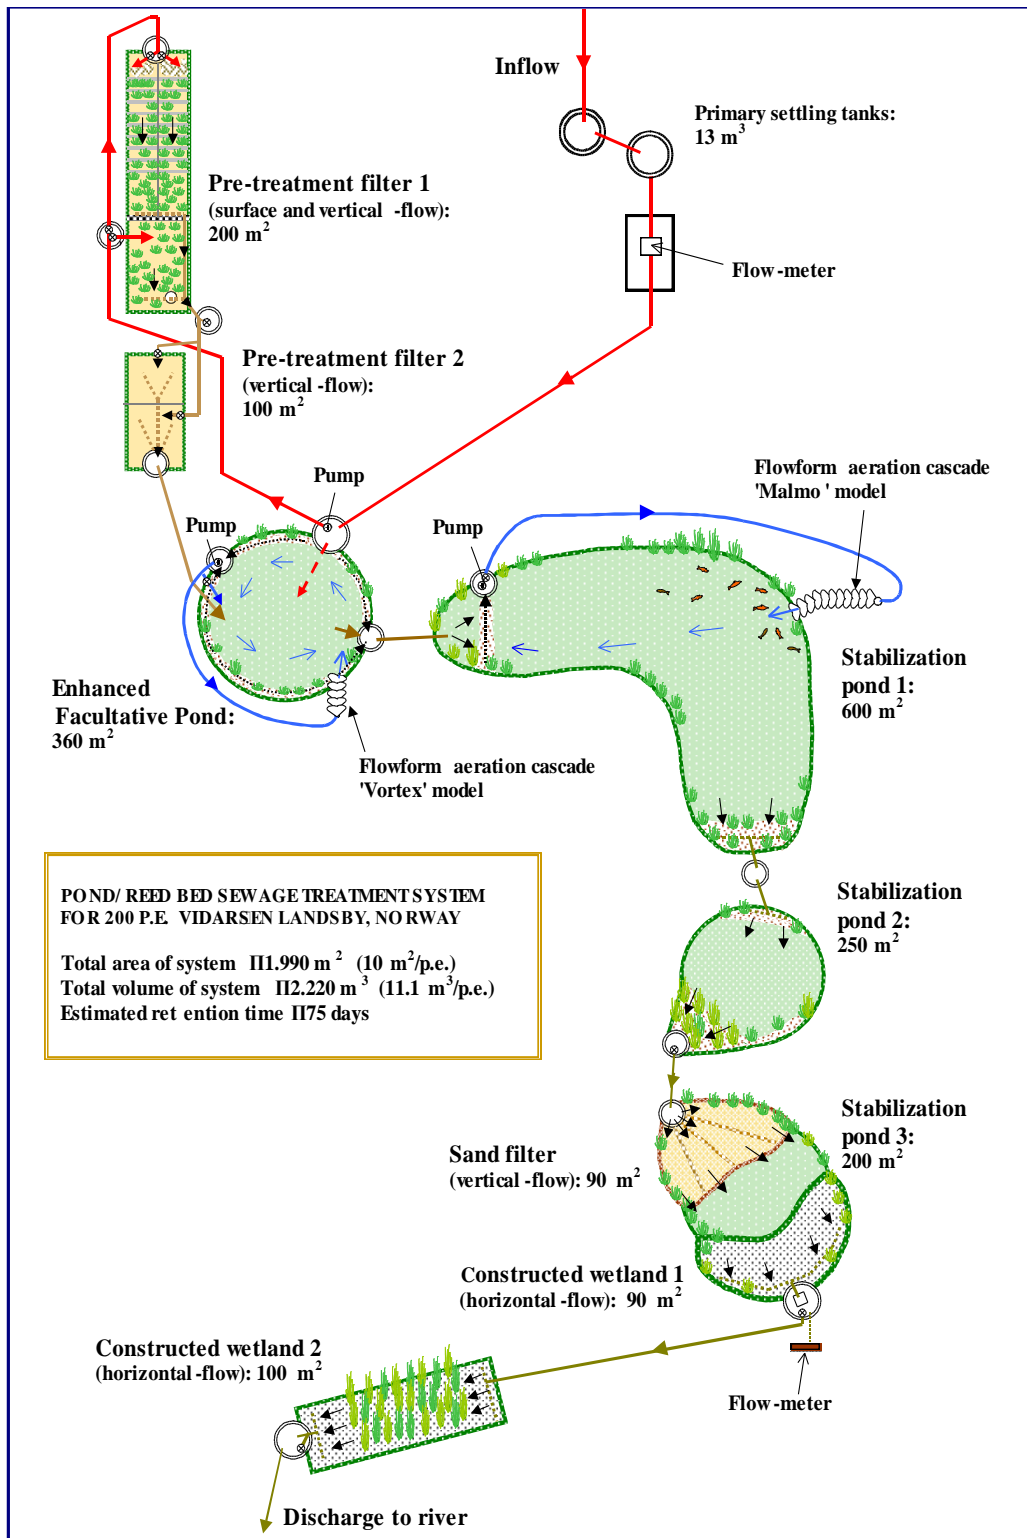 Inflow
Primary settling tanks:
13 m³
Pre-treatment filter 1
(surface and vertical -flow):
200 m²
Flow-meter
Pre-treatment filter 2
(vertical -flow):
100 m²
Pump
Pump
Pump
Flowform aeration cascade
'Malmo ' model
Stabilization
pond 1:
600 m²
Enhanced
Facultative Pond:
360 m²
Flowform aeration cascade
'Vortex' model
POND/ REED BED SEWAGE TREATMENT SYSTEM
FOR 200 P.E. VIDARSEN LANDSBY, NORWAY
Total area of system Π1.990 m² (10 m²/p.e.)
Total volume of system Π2.220 m³ (11.1 m³/p.e.)
Estimated ret ention time Π75 days
Stabilization
pond 2:
250 m²
Stabilization
pond 3:
200 m²
Sand filter
(vertical -flow): 90 m²
Constructed wetland 1
(horizontal -flow): 90 m²
Constructed wetland 2
(horizontal -flow): 100 m²
Flow-meter
Discharge to river